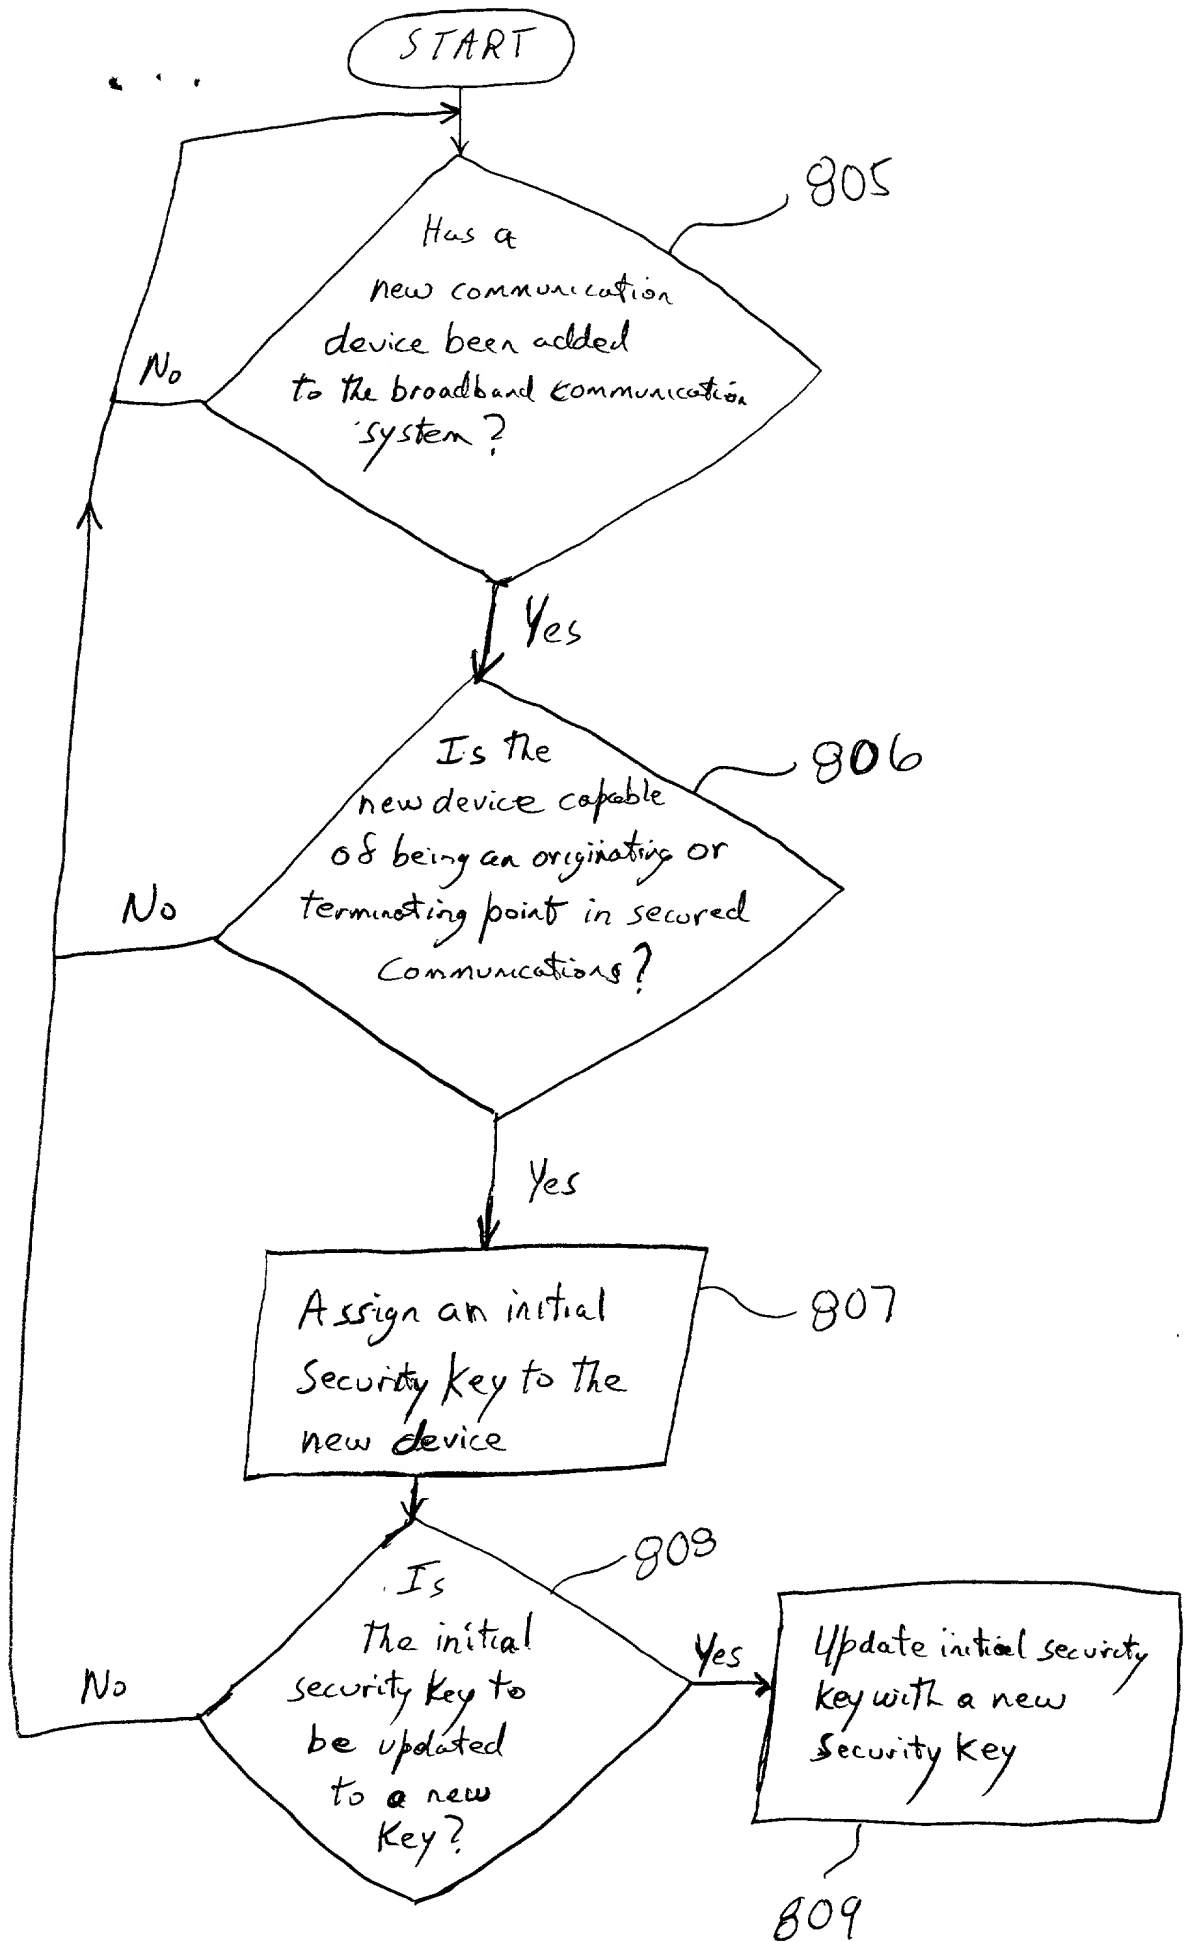 START
805
Has a
new communication
device been added
to the broadband communication
system?
No
Yes
806
Is the
new device capable
of being an originating or
terminating point in secured
Communications?
No
Yes
807
Assign an initial
Security Key to the
new device
808
Is
the initial
security key to
be updated
to a new
Key?
No
Yes
Update initial security
key with a new
Security Key
809